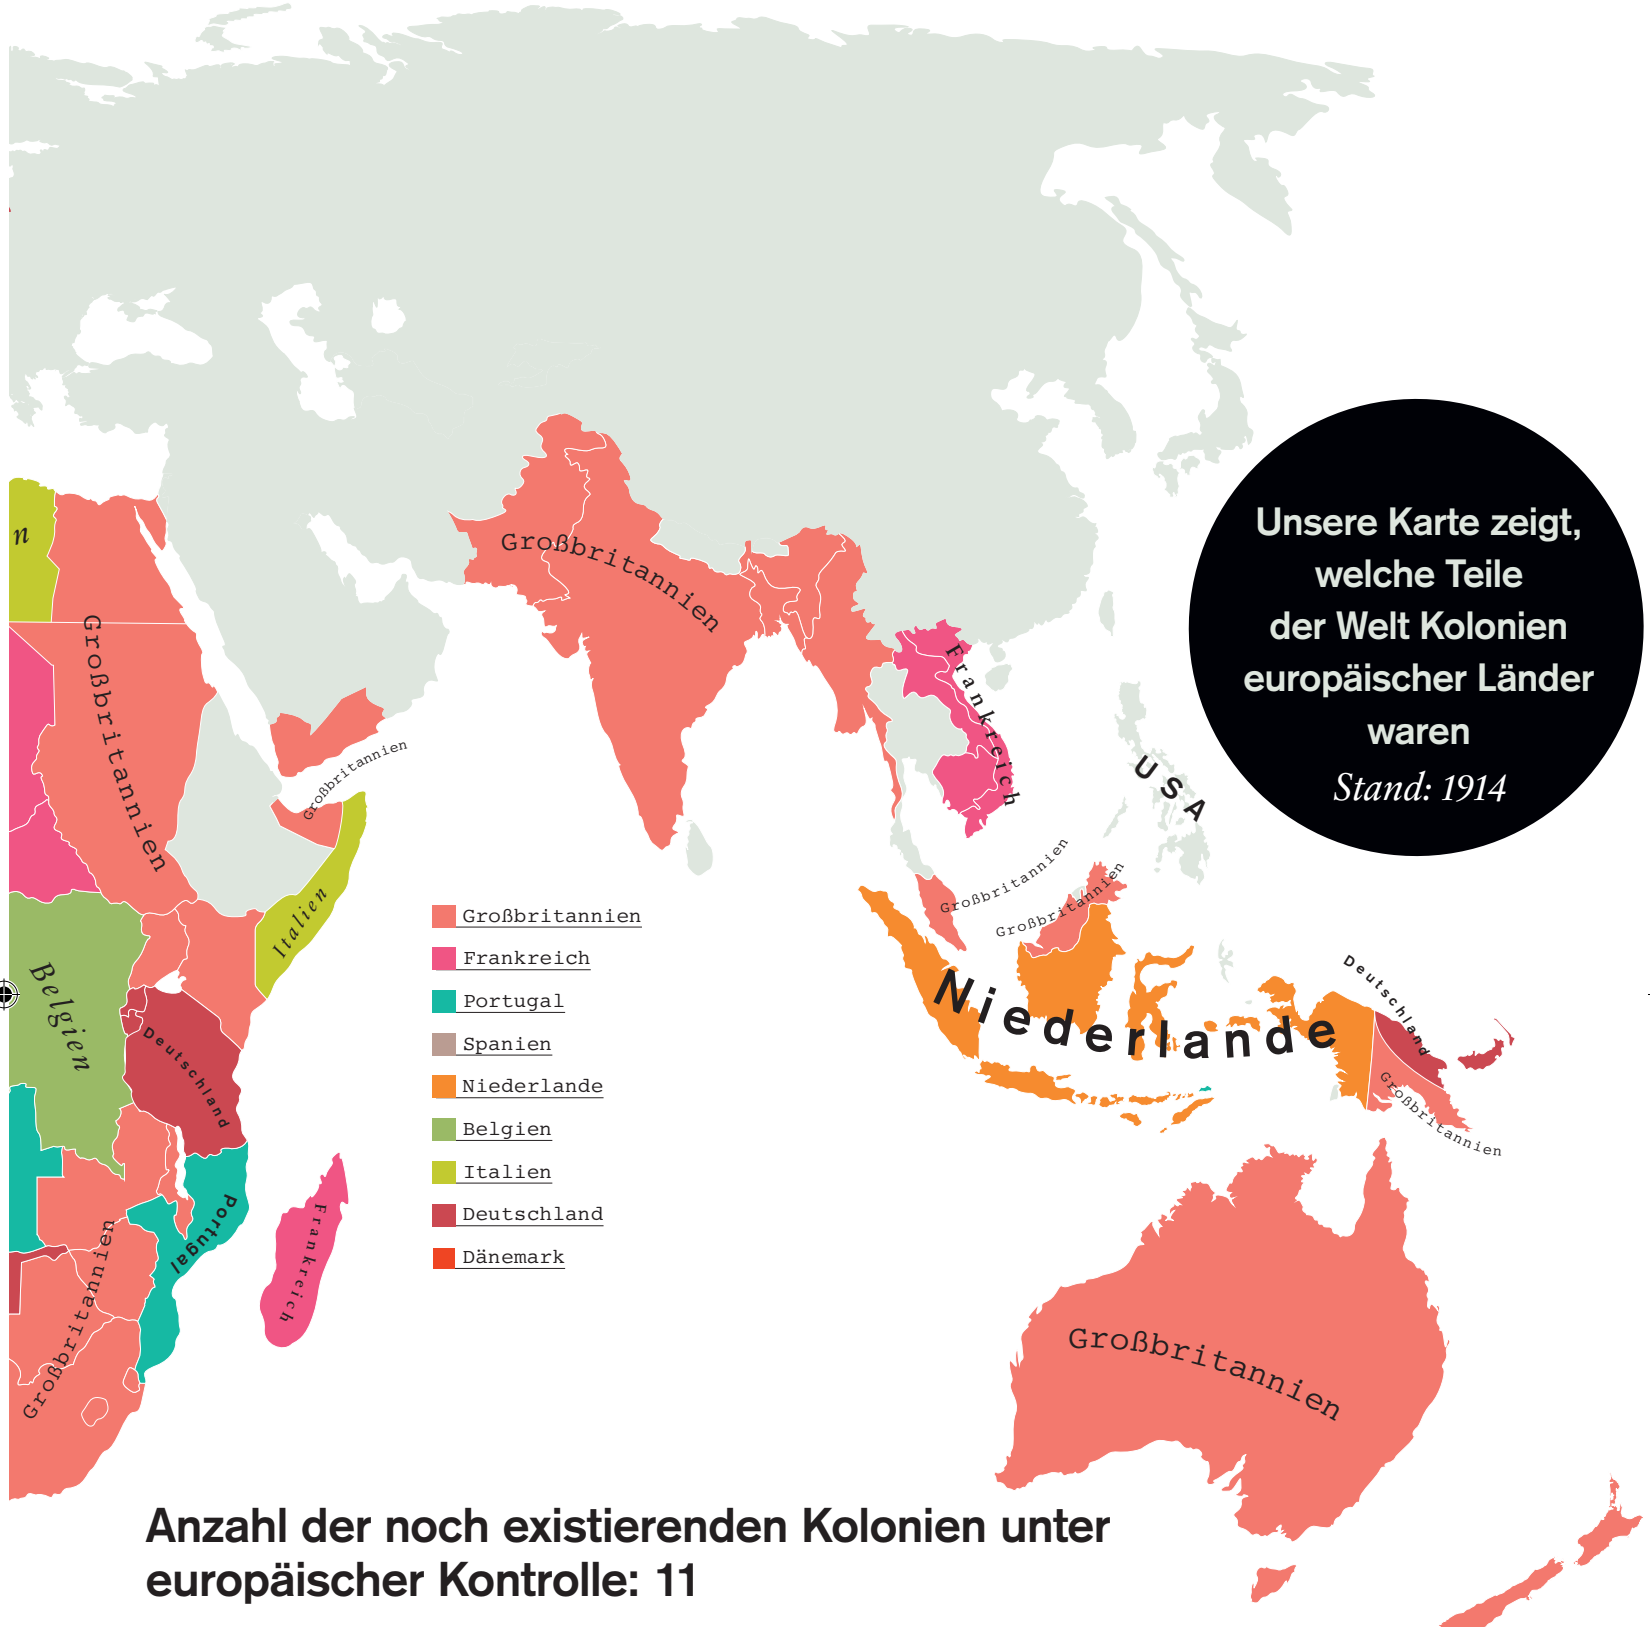 Unsere Karte zeigt,
welche Teile
der Welt Kolonien
europäischer Länder
waren
Stand: 1914
n
Großbritannien
Großbritannien
Frankreich
USA
Großbritannien
Italien
Großbritannien
Großbritannien
Belgien
Deutschland
Niederlande
Deutschland
Großbritannien
Portugal
Frankreich
Großbritannien
Großbritannien
Großbritannien
Frankreich
Portugal
Spanien
Niederlande
Belgien
Italien
Deutschland
Dänemark
Anzahl der noch existierenden Kolonien unter
europäischer Kontrolle: 11